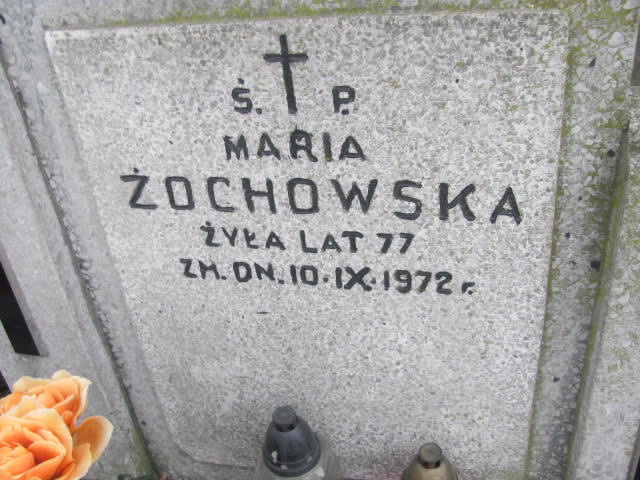 Ś. P.
MARIA
ŻOCHOWSKA
ŻYŁA LAT 77
ZM. DN. 10.IX.1972 r.